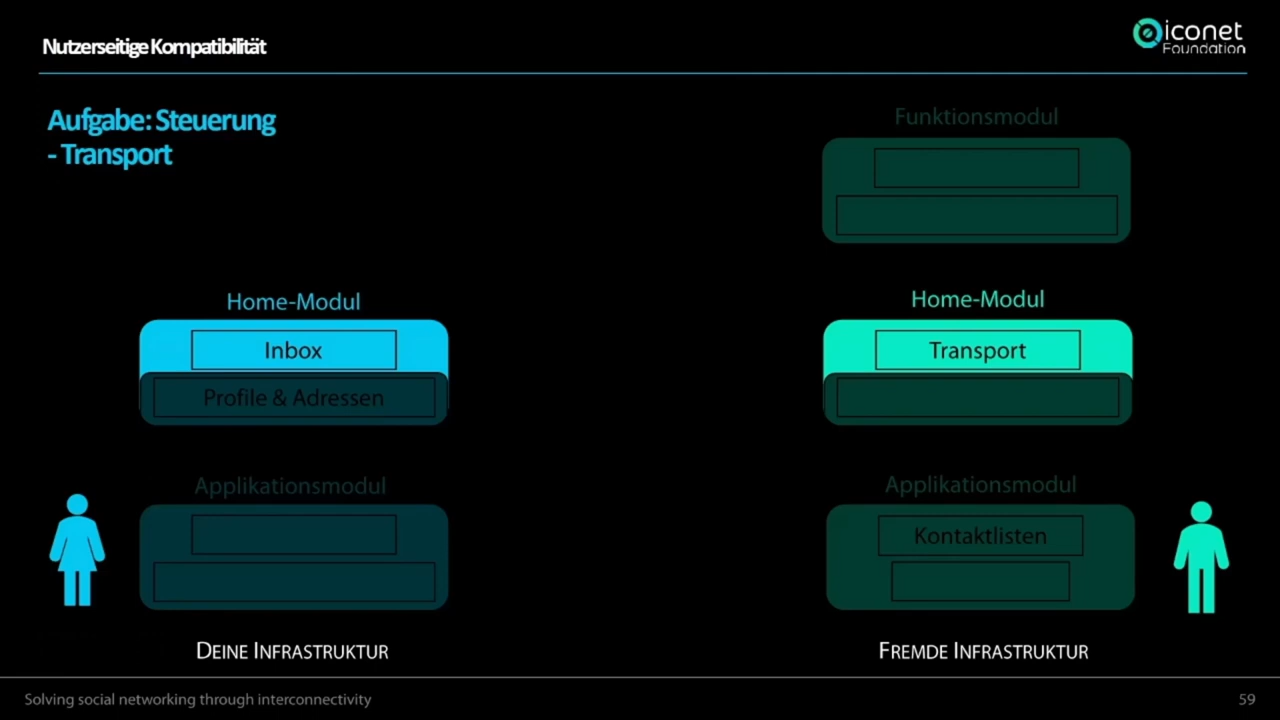 Nutzerseitige Kompatibilität
iconet
Foundation
Aufgabe: Steuerung
- Transport
Funktionsmodul
Home-Modul
Home-Modul
Inbox
Transport
Profile & Adressen
Applikationsmodul
Applikationsmodul
Kontaktlisten
DEINE INFRASTRUKTUR
FREMDE INFRASTRUKTUR
Solving social networking through interconnectivity
59